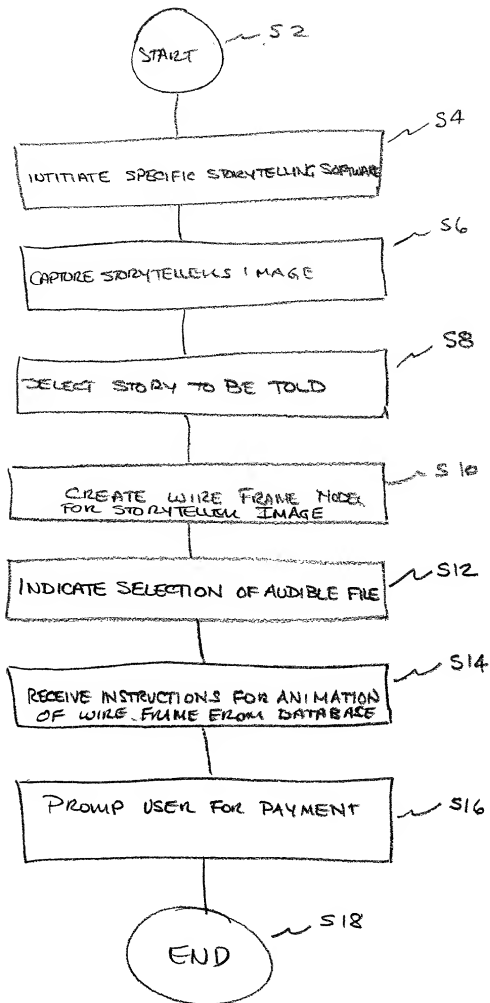 START
S2
S4
INTITIATE SPECIFIC STORYTELLING SOFTWARE
S6
CAPTURE STORYTELLERS IMAGE
S8
SELECT STORY TO BE TOLD
S10
CREATE WIRE FRAME MODEL
FOR STORYTELLER IMAGE
S12
INDICATE SELECTION OF AUDIBLE FILE
S14
RECEIVE INSTRUCTIONS FOR ANIMATION
OF WIRE FRAME FROM DATABASE
PROMP USER FOR PAYMENT
S16
S18
END